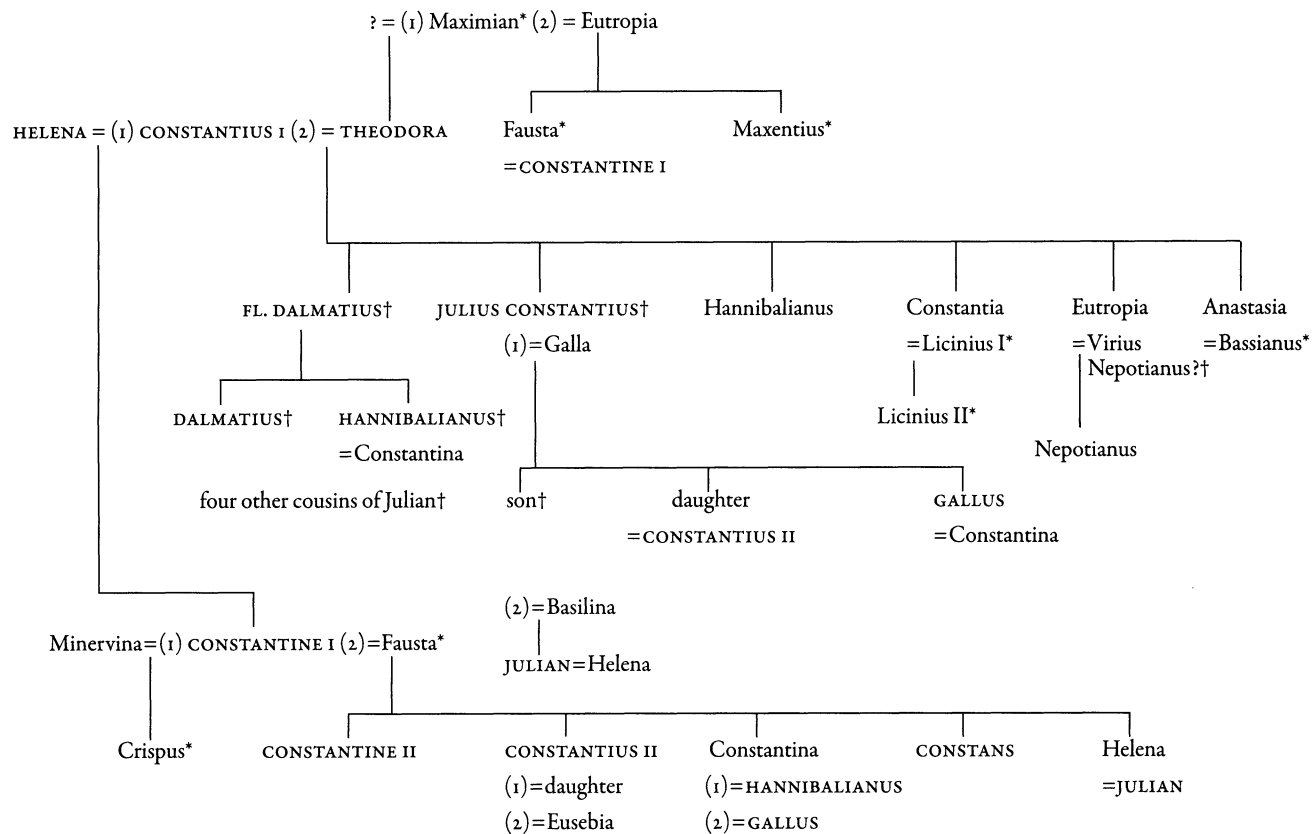 ? = (1) Maximian* (2) = Eutropia
HELENA = (1) CONSTANTIUS I (2) = THEODORA
Fausta*
Maxentius*
=CONSTANTINE I
FL. DALMATIUS†
JULIUS CONSTANTIUS†
Hannibalianus
Constantia
Eutropia
Anastasia
(1)=Galla
=Licinius I*
=Virius
=Bassianus*
Nepotianus?†
DALMATIUS†
HANNIBALIANUS†
Licinius II*
=Constantina
Nepotianus
four other cousins of Julian†
son†
daughter
GALLUS
=CONSTANTIUS II
=Constantina
(2)=Basilina
Minervina=(1) CONSTANTINE I (2)=Fausta*
JULIAN=Helena
Crispus*
CONSTANTINE II
CONSTANTIUS II
Constantina
CONSTANS
Helena
(1)=daughter
(1)=HANNIBALIANUS
=JULIAN
(2)=Eusebia
(2)=GALLUS